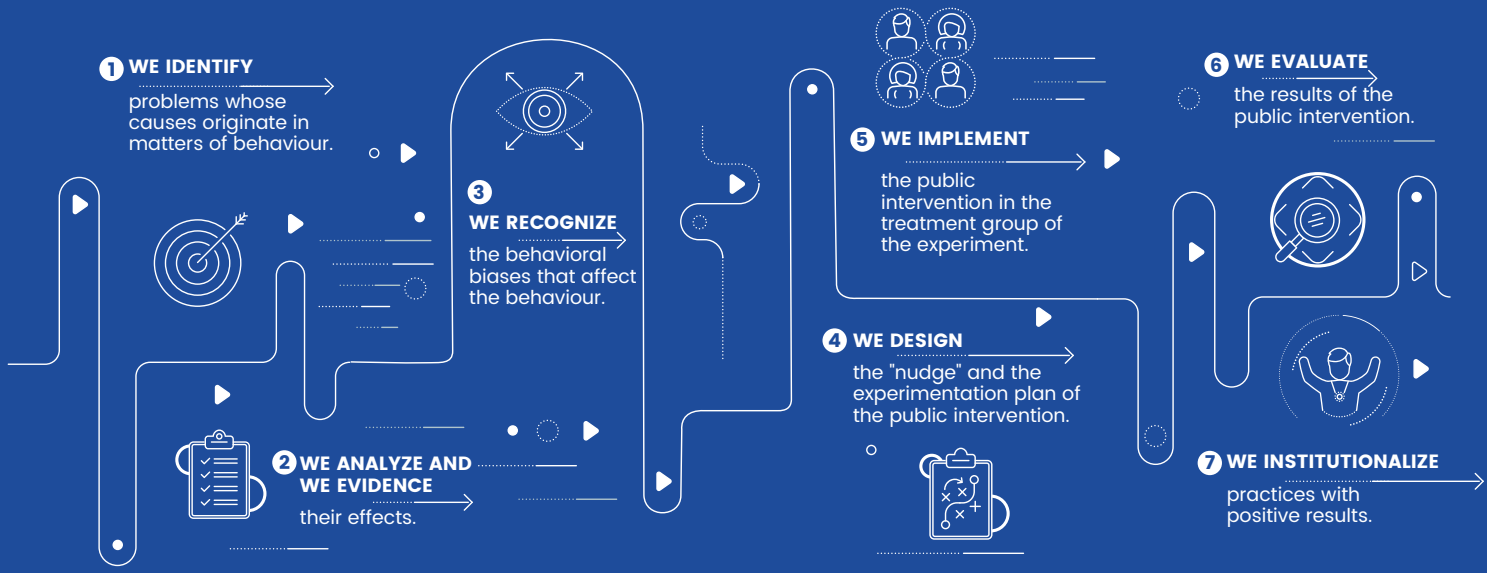 1 WE IDENTIFY
problems whose
causes originate in
matters of behaviour.
2 WE ANALYZE AND
WE EVIDENCE
their effects.
3
WE RECOGNIZE
the behavioral
biases that affect
the behaviour.
4 WE DESIGN
the "nudge" and the
experimentation plan of
the public intervention.
5 WE IMPLEMENT
the public
intervention in the
treatment group of
the experiment.
6 WE EVALUATE
the results of the
public intervention.
7 WE INSTITUTIONALIZE
practices with
positive results.